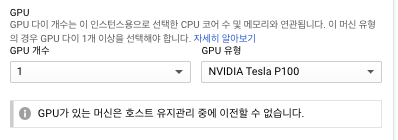 GPU
GPU 다이 개수는 이 인스턴스용으로 선택한 CPU 코어 수 및 메모리와 연관됩니다. 이 머신 유형
의 경우 GPU 다이 1개 이상을 선택해야 합니다. 자세히 알아보기
GPU 개수 GPU 유형
1 NVIDIA Tesla P100
GPU가 있는 머신은 호스트 유지관리 중에 이전할 수 없습니다.